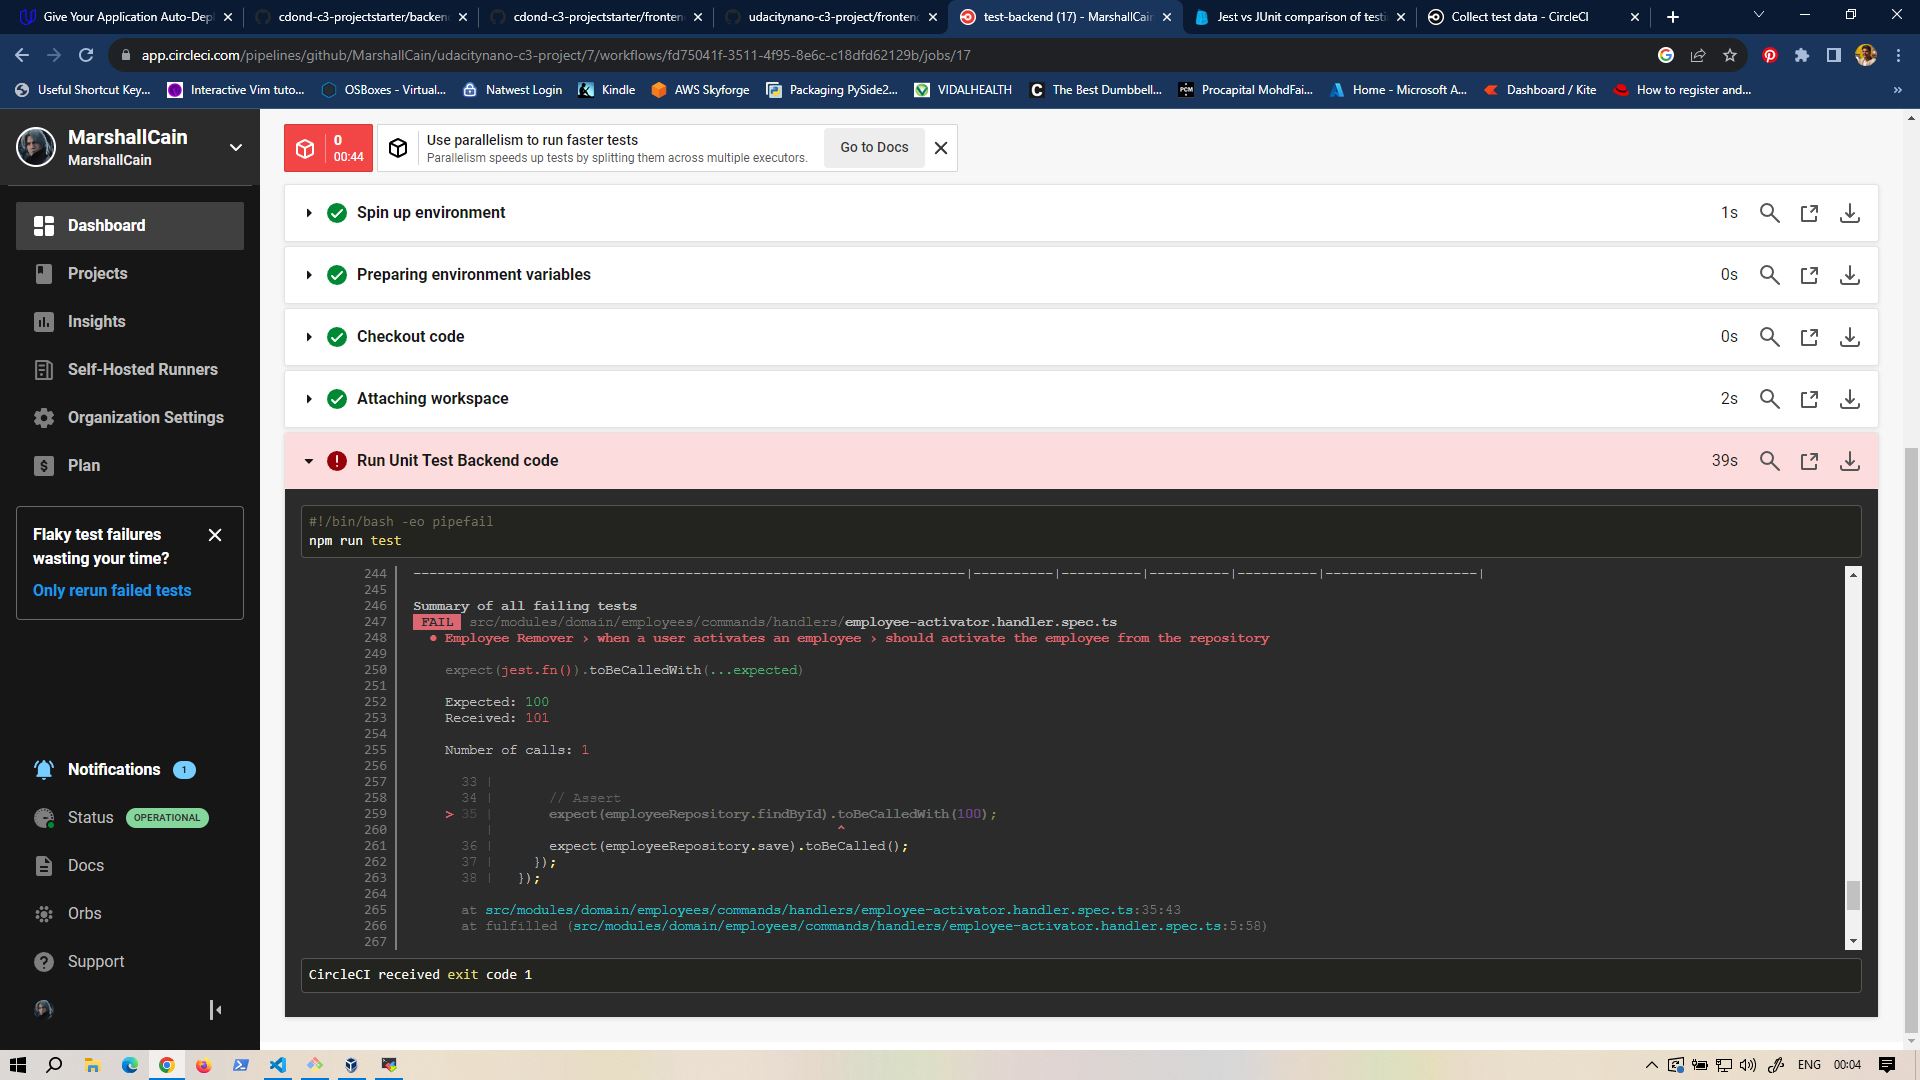 Give Your Application Auto-Dep
cdond-c3-projectstarter/backen
cdond-c3-projectstarter/fronten
udacitynano-c3-project/fronten
test-backend (17) - MarshallCain
Jest vs JUnit comparison of testi
Collect test data - CircleCI
app.circleci.com/pipelines/github/MarshallCain/udacitynano-c3-project/7/workflows/fd75041f-3511-4f95-8e6c-c18dfd62129b/jobs/17
Useful Shortcut Key...
Interactive Vim tuto...
OSBoxes - Virtual...
Natwest Login
Kindle
AWS Skyforge
Packaging PySide2...
VIDALHEALTH
The Best Dumbbell...
Procapital MohdFai...
Home - Microsoft A...
Dashboard / Kite
How to register and...
»
MarshallCain
MarshallCain
Dashboard
Projects
Insights
Self-Hosted Runners
Organization Settings
Plan
Flaky test failures
wasting your time?
Only rerun failed tests
Notifications 1
Status OPERATIONAL
Docs
Orbs
Support
0
00:44
Use parallelism to run faster tests
Parallelism speeds up tests by splitting them across multiple executors.
Go to Docs
Spin up environment 1s
Preparing environment variables 0s
Checkout code 0s
Attaching workspace 2s
Run Unit Test Backend code 39s
#!/bin/bash -eo pipefail
npm run test
244 ---------------------------------------------------------------------|----------|----------|----------|----------|-------------------|
245
246 Summary of all failing tests
247 FAIL src/modules/domain/employees/commands/handlers/employee-activator.handler.spec.ts
248 ● Employee Remover › when a user activates an employee › should activate the employee from the repository
249
250 expect(jest.fn()).toBeCalledWith(...expected)
251
252 Expected: 100
253 Received: 101
254
255 Number of calls: 1
256
257 33 |
258 34 | // Assert
259 > 35 | expect(employeeRepository.findById).toBeCalledWith(100);
260 | ^
261 36 | expect(employeeRepository.save).toBeCalled();
262 37 | });
263 38 | });
264
265 at src/modules/domain/employees/commands/handlers/employee-activator.handler.spec.ts:35:43
266 at fulfilled (src/modules/domain/employees/commands/handlers/employee-activator.handler.spec.ts:5:58)
267
CircleCI received exit code 1
ENG 00:04